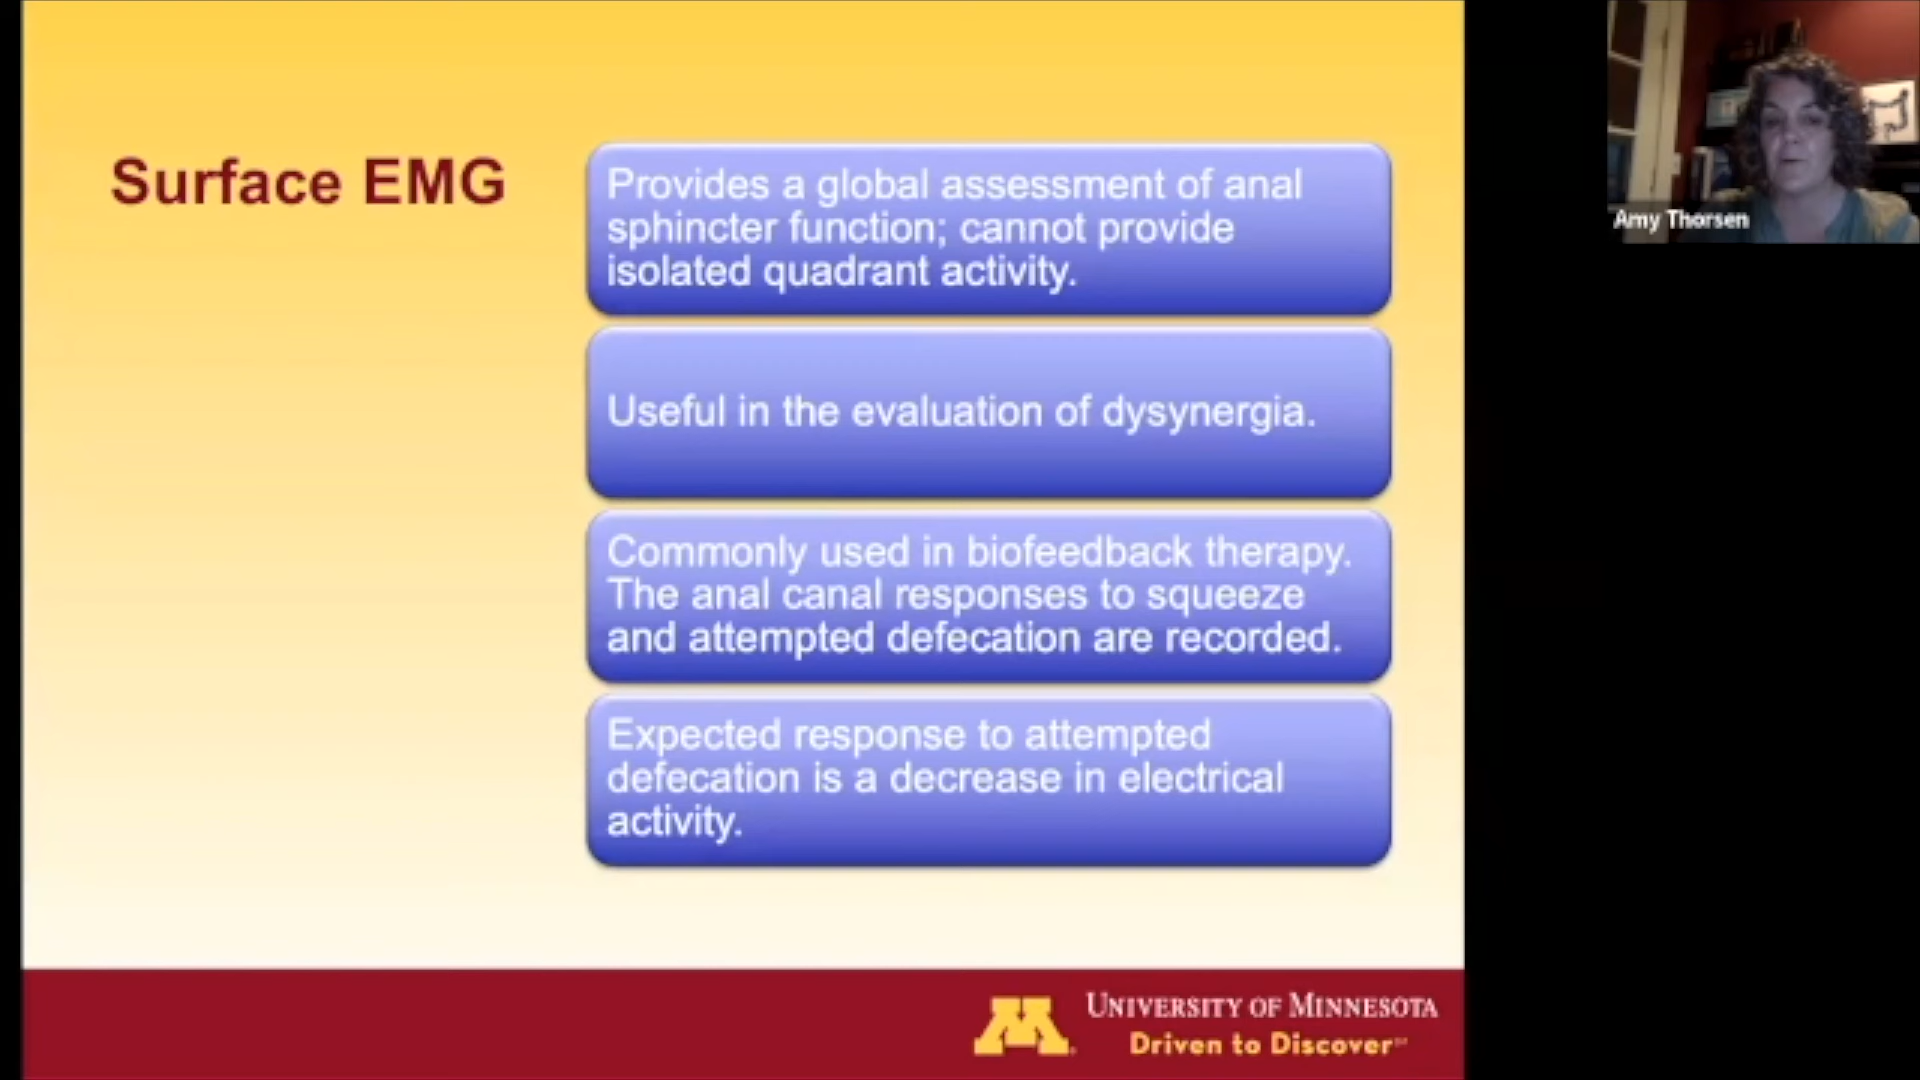 Surface EMG
Provides a global assessment of anal
sphincter function; cannot provide
isolated quadrant activity.
Useful in the evaluation of dysynergia.
Commonly used in biofeedback therapy.
The anal canal responses to squeeze
and attempted defecation are recorded.
Expected response to attempted
defecation is a decrease in electrical
activity.
UNIVERSITY OF MINNESOTA
Driven to Discover
Amy Thorsen